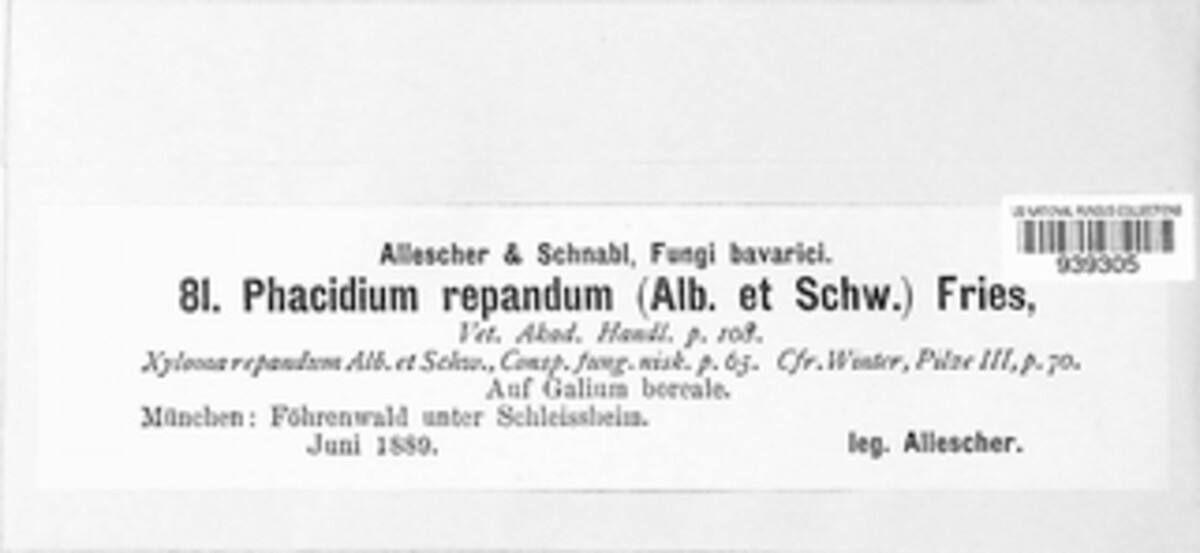 US NATIONAL FUNGUS COLLECTIONS
939305
Allescher & Schnabl, Fungi bavarici.
81. Phacidium repandum (Alb. et Schw.) Fries,
Vet. Akad. Handl. p. 108.
Xyloma repandum Alb. et Schw., Consp. fung. nisk. p. 65. Cfr. Winter, Pilze III, p. 70.
Auf Galium boreale.
München: Föhrenwald unter Schleissheim.
Juni 1889.
leg. Allescher.